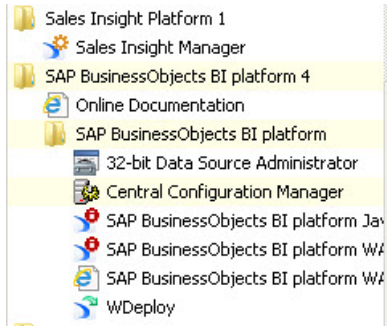 Sales Insight Platform 1
Sales Insight Manager
SAP BusinessObjects BI platform 4
Online Documentation
SAP BusinessObjects BI platform
32-bit Data Source Administrator
Central Configuration Manager
SAP BusinessObjects BI platform Jav
SAP BusinessObjects BI platform WA
SAP BusinessObjects BI platform WA
WDeploy